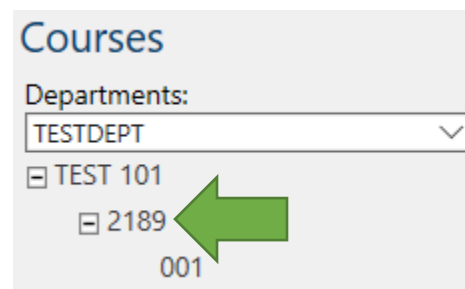 Courses
Departments:
TESTDEPT
TEST 101
2189
001